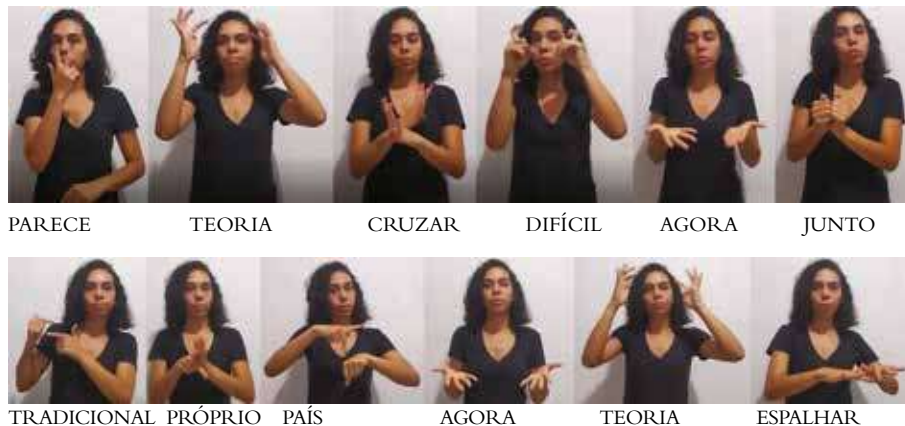 PARECE TEORIA CRUZAR DIFÍCIL AGORA JUNTO
TRADICIONAL PRÓPRIO PAÍS AGORA TEORIA ESPALHAR